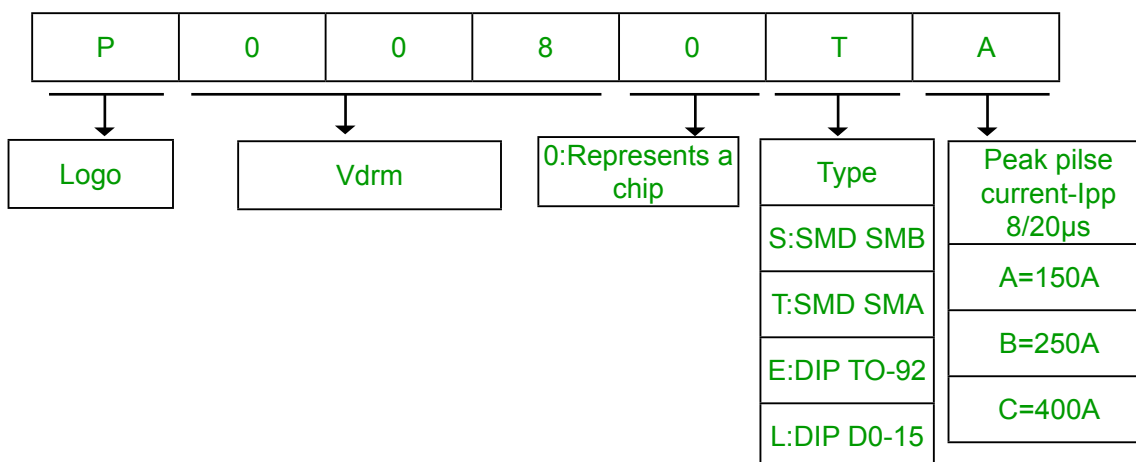 P 0 0 8 0 T A
Logo
Vdrm
0:Represents a
chip
Type
S:SMD SMB
T:SMD SMA
E:DIP TO-92
L:DIP D0-15
Peak pilse
current-Ipp
8/20µs
A=150A
B=250A
C=400A